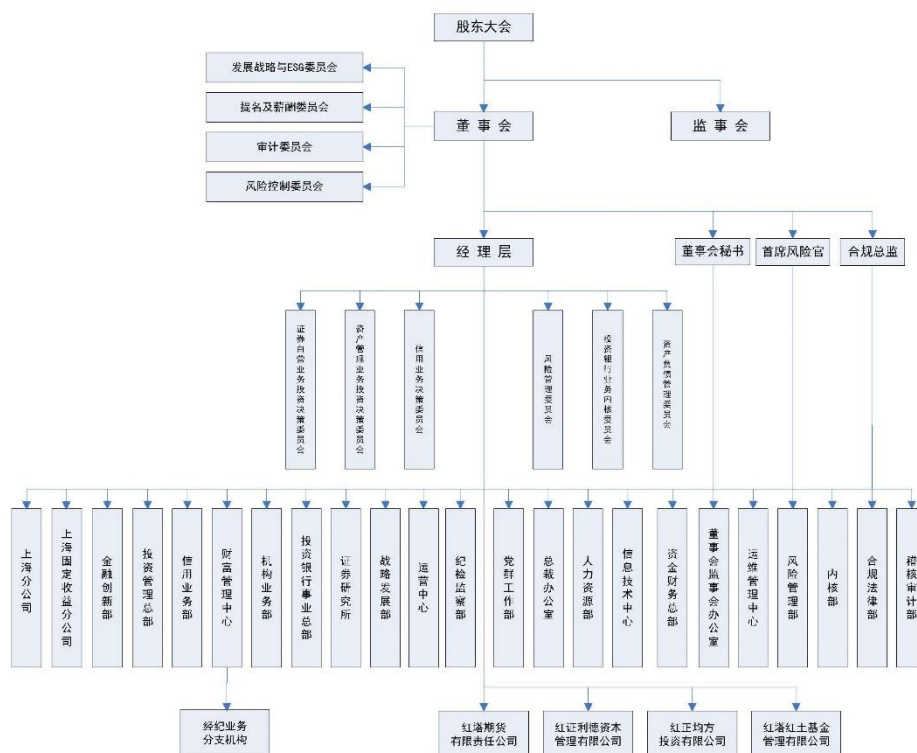 股东大会
发展战略与ESG委员会
提名及薪酬委员会
审计委员会
风险控制委员会
董事会
监事会
经理层
董事会秘书
首席风险官
合规总监
证券自营业务投资决策委员会
资产管理业务投资决策委员会
信用业务决策委员会
风险管理委员会
投资银行业务内核委员会
资产负债管理委员会
上海分公司
上海固定收益分公司
金融创新部
投资管理总部
信用业务部
财富管理中心
机构业务部
投资银行事业总部
证券研究所
战略发展部
运营中心
纪检监察部
党群工作部
总裁办公室
人力资源部
信息技术中心
资金财务总部
董事会监事会办公室
运维管理中心
风险管理部
内核部
合规法律部
稽核审计部
经纪业务
分支机构
红塔期货
有限责任公司
红证利德资本
管理有限公司
红正均方
投资有限公司
红塔红土基金
管理有限公司